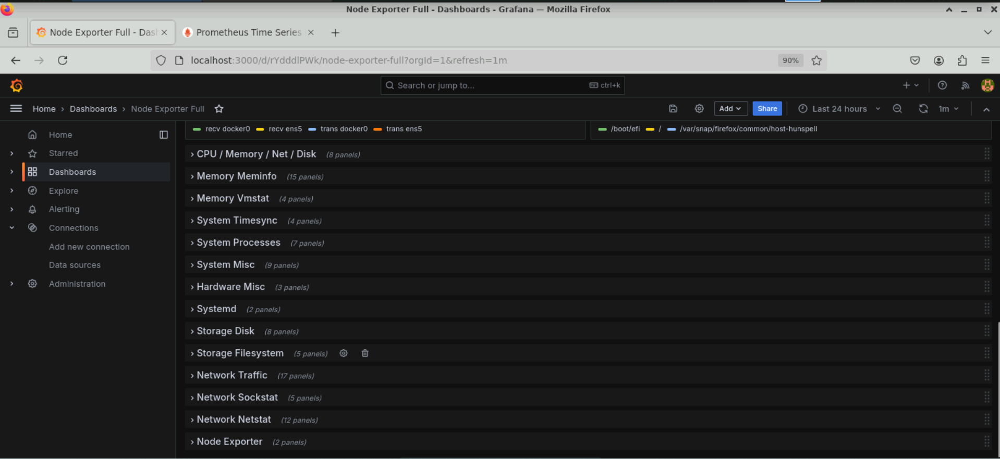 Node Exporter Full - Dashboards - Grafana — Mozilla Firefox
Node Exporter Full - Das
Prometheus Time Series
localhost:3000/d/rYdddlPWk/node-exporter-full?orgId=1&refresh=1m
90%
Search or jump to...
ctrl+k
Home › Dashboards › Node Exporter Full
Add
Share
Last 24 hours
1m
Home
Starred
Dashboards
Explore
Alerting
Connections
Add new connection
Data sources
Administration
recv docker0 recv ens5 trans docker0 trans ens5
/boot/efi / /var/snap/firefox/common/host-hunspell
CPU / Memory / Net / Disk (8 panels)
Memory Meminfo (15 panels)
Memory Vmstat (4 panels)
System Timesync (4 panels)
System Processes (7 panels)
System Misc (9 panels)
Hardware Misc (3 panels)
Systemd (2 panels)
Storage Disk (8 panels)
Storage Filesystem (5 panels)
Network Traffic (17 panels)
Network Sockstat (5 panels)
Network Netstat (12 panels)
Node Exporter (2 panels)